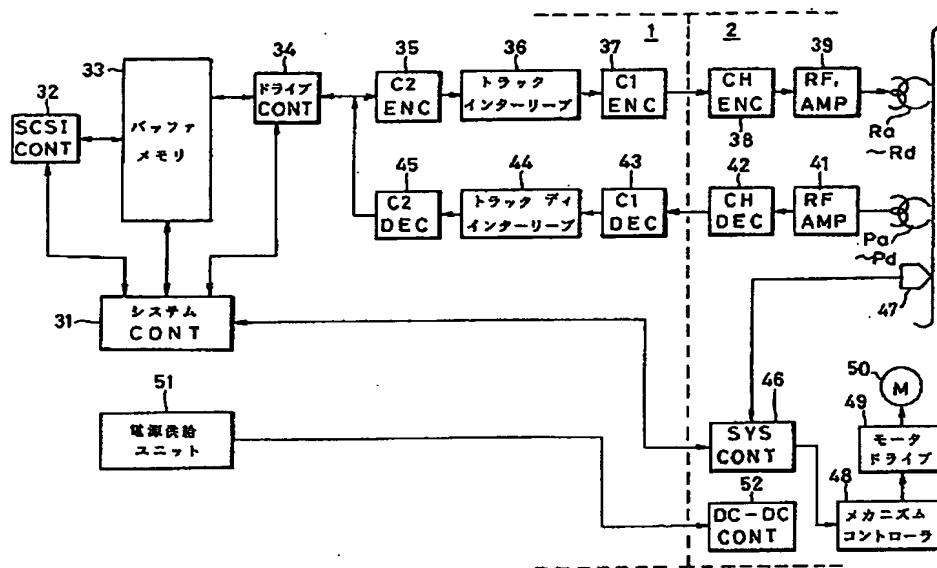 1
2
32
SCSI
CONT
33
バッファ
メモリ
34
ドライブ
CONT
35
C2
ENC
36
トラック
インターリーブ
37
C1
ENC
CH
ENC
38
39
RF.
AMP
Ra
~Rd
45
C2
DEC
44
トラック ディ
インターリーブ
43
C1
DEC
42
CH
DEC
41
RF
AMP
Pa
~Pd
47
31
システム
CONT
51
電源供給
ユニット
46
SYS
CONT
52
DC-DC
CONT
50
M
49
モータ
ドライブ
48
メカニズム
コントローラ